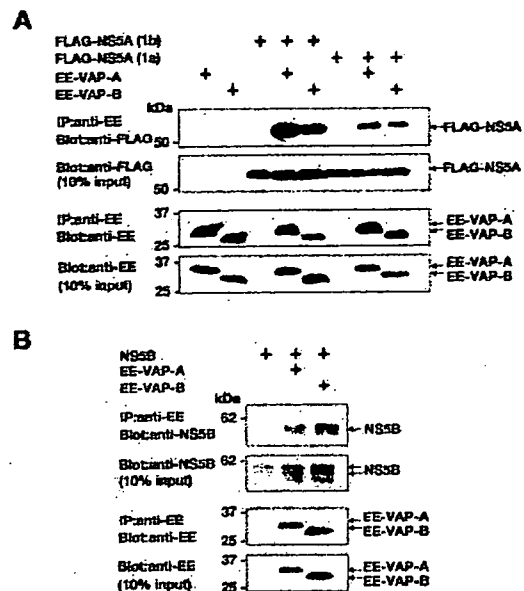 A
FLAG-NS5A (1b) + + +
FLAG-NS5A (1a) + + +
EE-VAP-A + + +
EE-VAP-B + + +
kDa
IP:anti-EE
Blot:anti-FLAG
50
FLAG-NS5A
Blot:anti-FLAG
(10% input)
50
FLAG-NS5A
IP:anti-EE
Blot:anti-EE
37
25
EE-VAP-A
EE-VAP-B
Blot:anti-EE
(10% input)
37
25
EE-VAP-A
EE-VAP-B
B
NS5B + + +
EE-VAP-A +
EE-VAP-B +
kDa
IP:anti-EE
Blot:anti-NS5B
62
NS5B
Blot:anti-NS5B
(10% input)
62
NS5B
IP:anti-EE
Blot:anti-EE
37
25
EE-VAP-A
EE-VAP-B
Blot:anti-EE
(10% input)
37
25
EE-VAP-A
EE-VAP-B